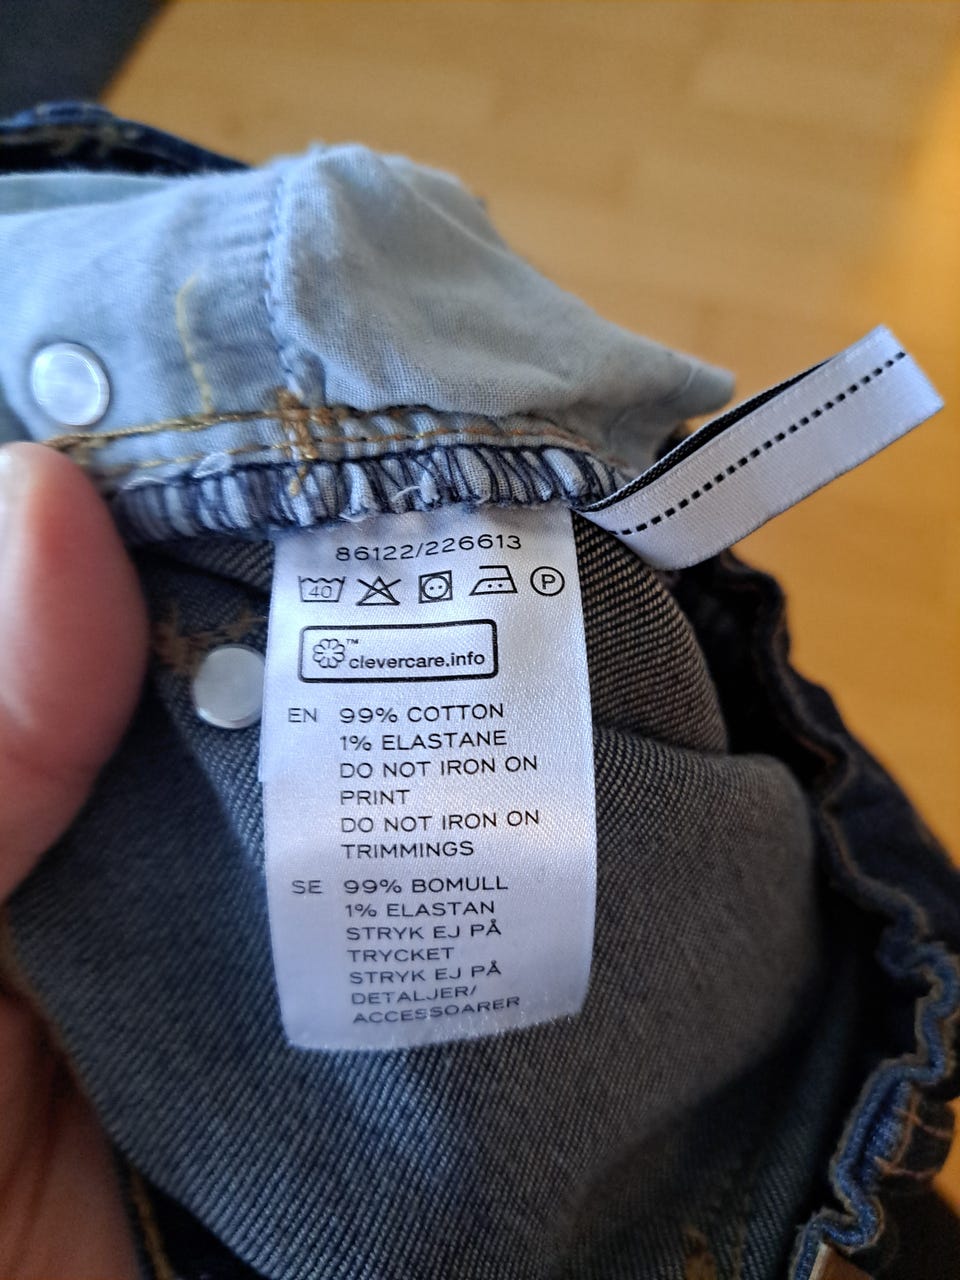 86122/226613
40 P
™
clevercare.info
EN 99% COTTON
1% ELASTANE
DO NOT IRON ON
PRINT
DO NOT IRON ON
TRIMMINGS
SE 99% BOMULL
1% ELASTAN
STRYK EJ PÅ
TRYCKET
STRYK EJ PÅ
DETALJER/
ACCESSOARER